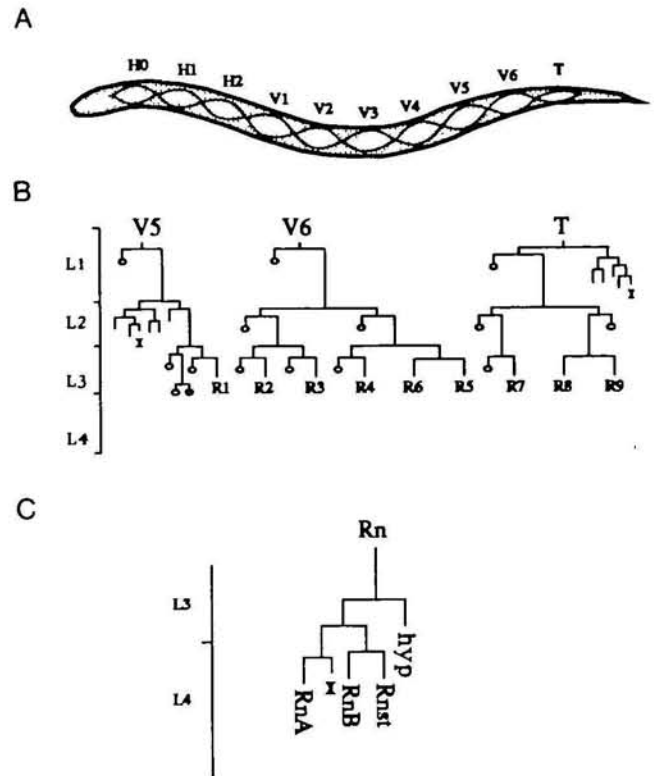 A
H0 H1 H2 V1 V2 V3 V4 V5 V6 T
B
V5 V6 T
L1
X
L2
X
L3
R1 R2 R3 R4 R6 R5 R7 R8 R9
L4
C
Rn
L3
hyp
L4
RnA X RnB Rnst